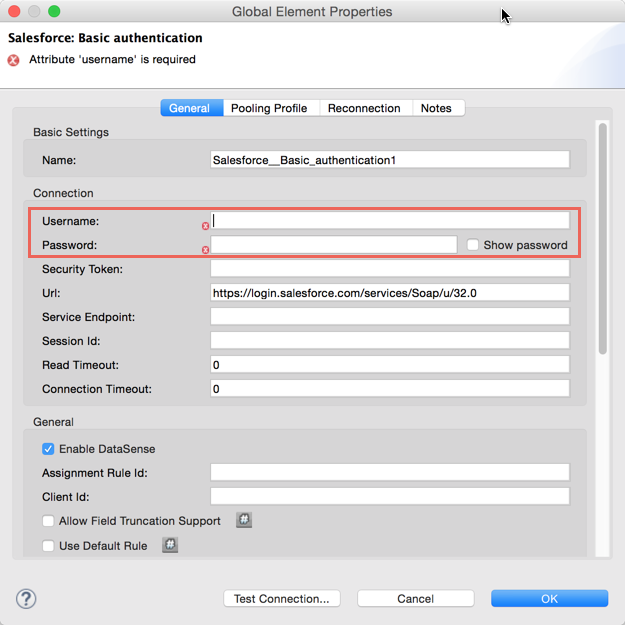 Global Element Properties
Salesforce: Basic authentication
Attribute 'username' is required
General Pooling Profile Reconnection Notes
Basic Settings
Name: Salesforce__Basic_authentication1
Connection
Username:
Password: Show password
Security Token:
Url: https://login.salesforce.com/services/Soap/u/32.0
Service Endpoint:
Session Id:
Read Timeout: 0
Connection Timeout: 0
General
Enable DataSense
Assignment Rule Id:
Client Id:
Allow Field Truncation Support #
Use Default Rule #
? Test Connection... Cancel OK